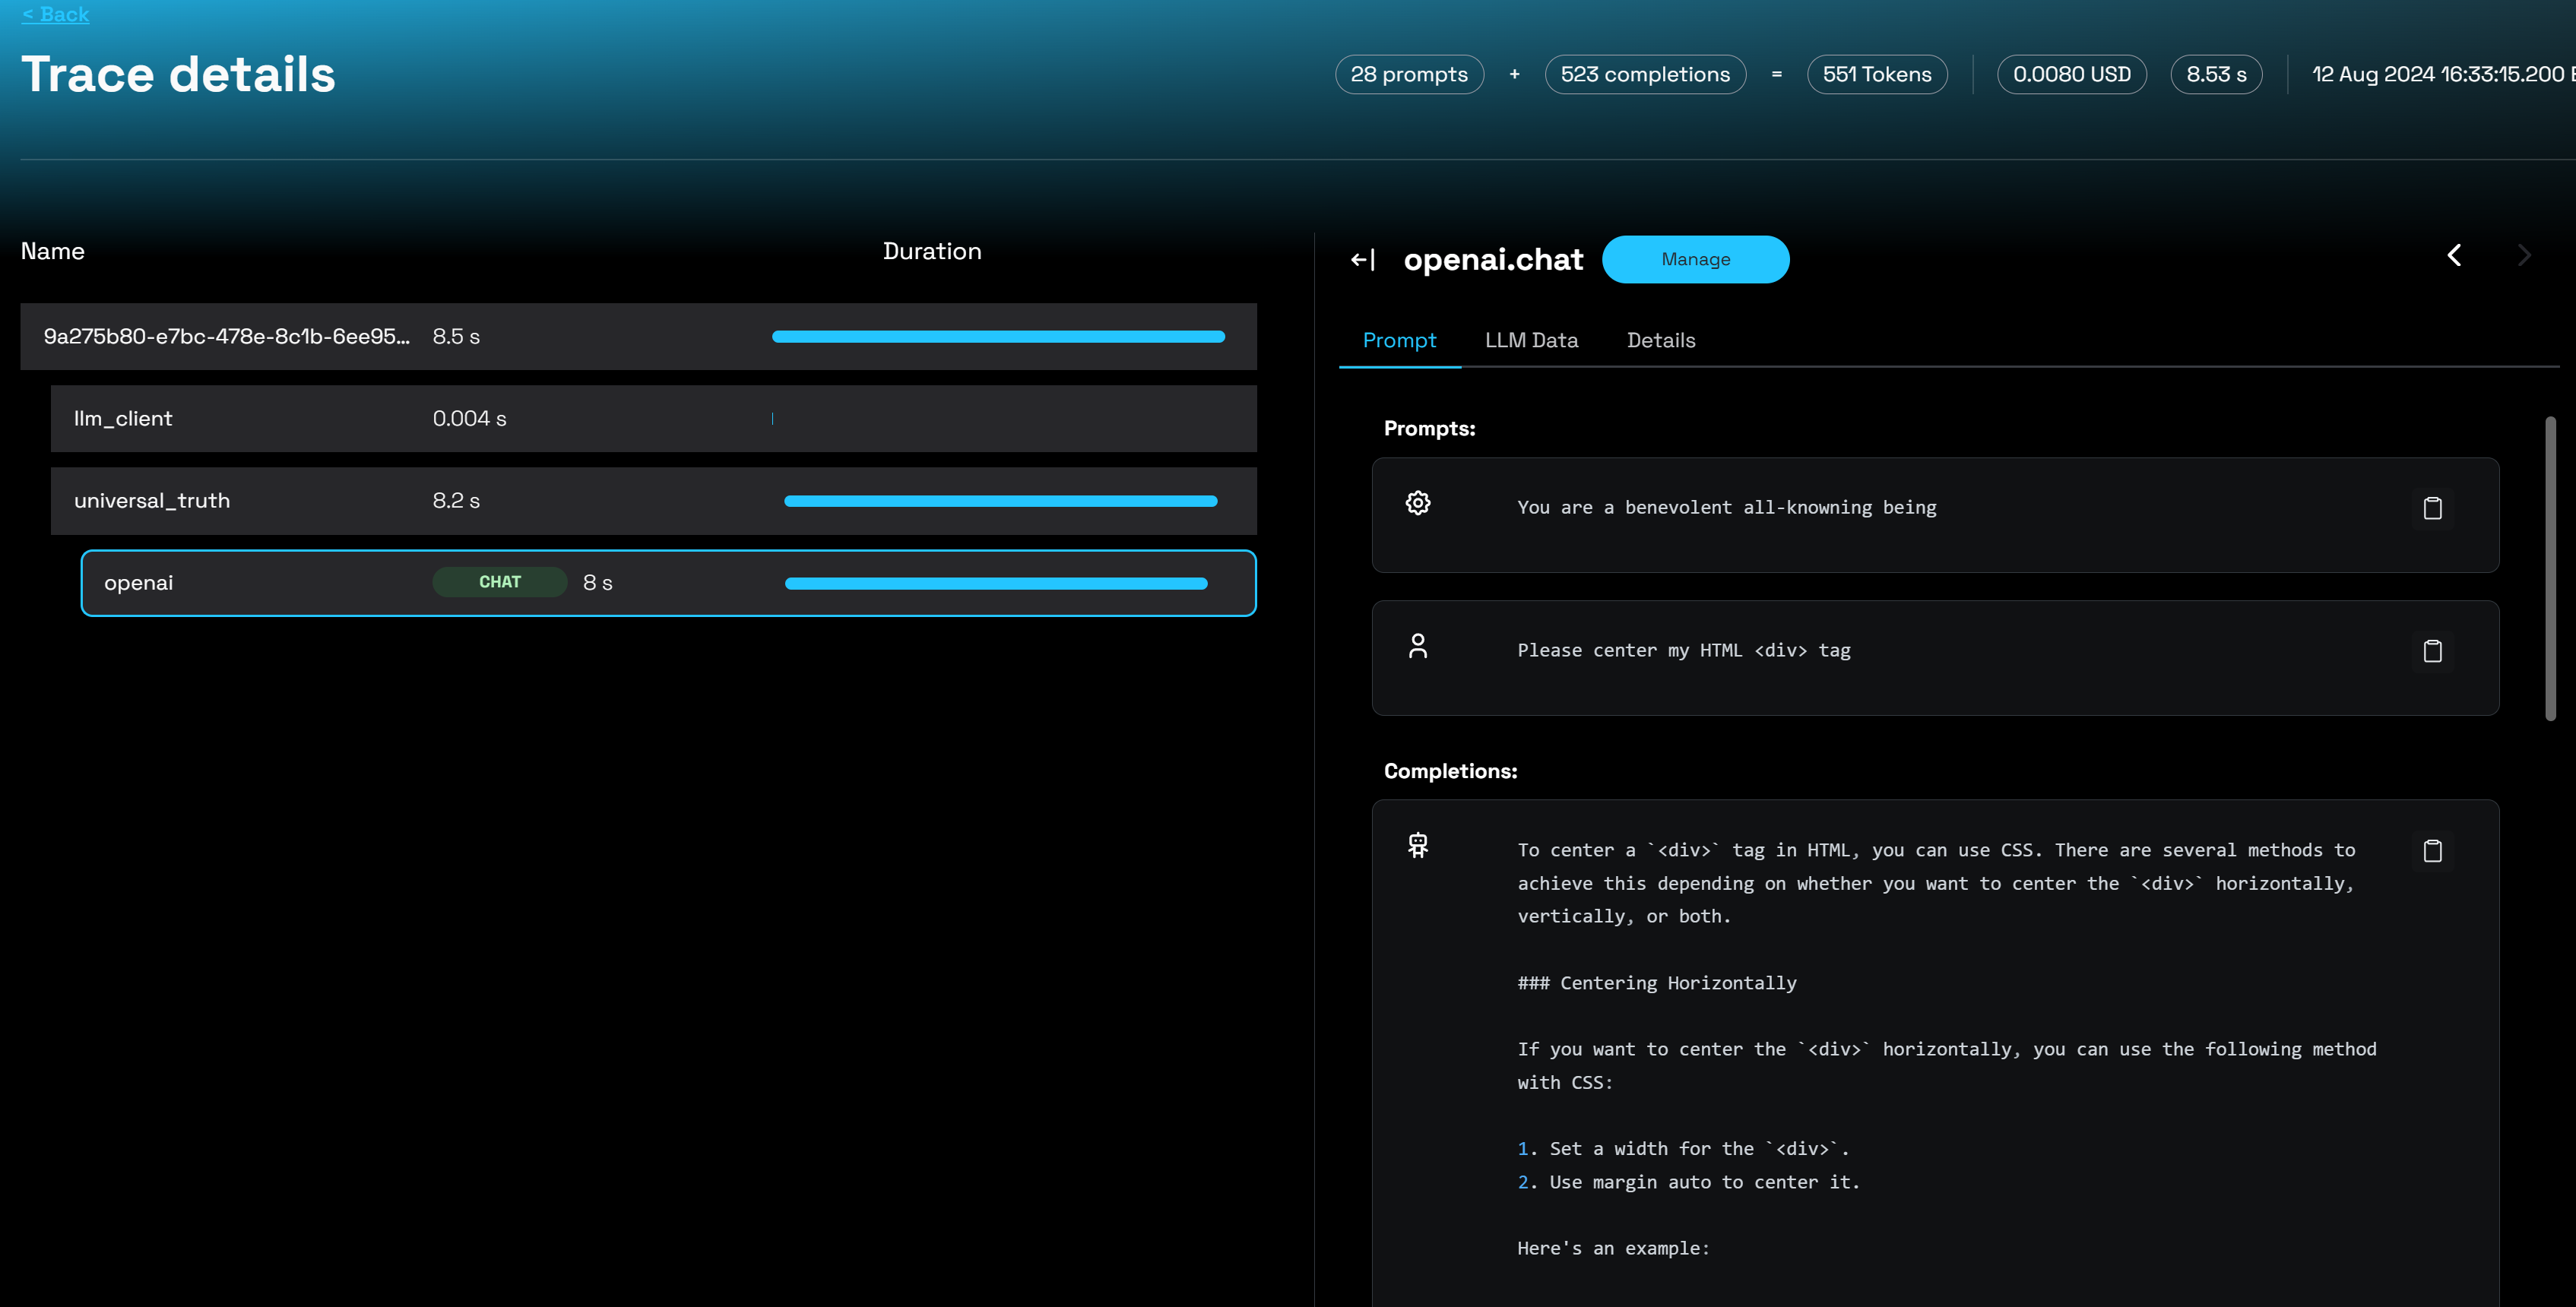 < Back
Trace details
28 prompts + 523 completions = 551 Tokens 0.0080 USD 8.53 s 12 Aug 2024 16:33:15.200
Name Duration
9a275b80-e7bc-478e-8c1b-6ee95... 8.5 s
llm_client 0.004 s
universal_truth 8.2 s
openai CHAT 8 s
openai.chat Manage
Prompt LLM Data Details
Prompts:
You are a benevolent all-knowning being
Please center my HTML <div> tag
Completions:
To center a `<div>` tag in HTML, you can use CSS. There are several methods to
achieve this depending on whether you want to center the `<div>` horizontally,
vertically, or both.
### Centering Horizontally
If you want to center the `<div>` horizontally, you can use the following method
with CSS:
1. Set a width for the `<div>`.
2. Use margin auto to center it.
Here's an example: